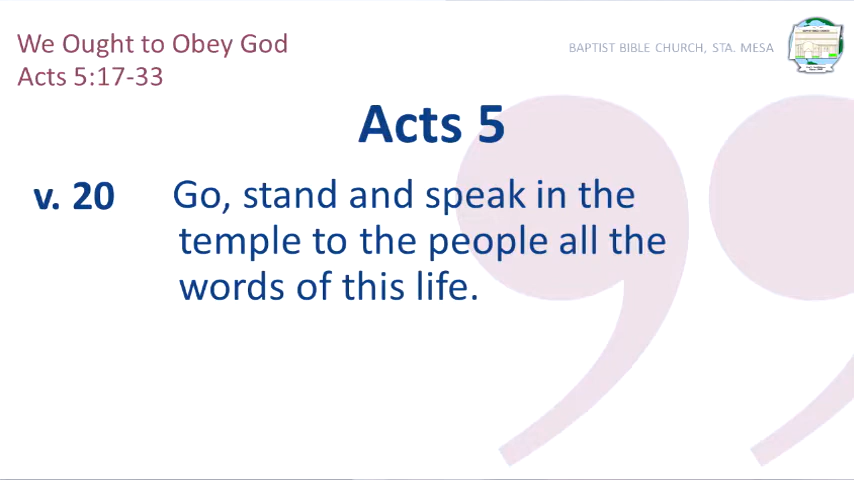 We Ought to Obey God
Acts 5:17-33
BAPTIST BIBLE CHURCH, STA. MESA
Acts 5
v. 20 Go, stand and speak in the
temple to the people all the
words of this life.